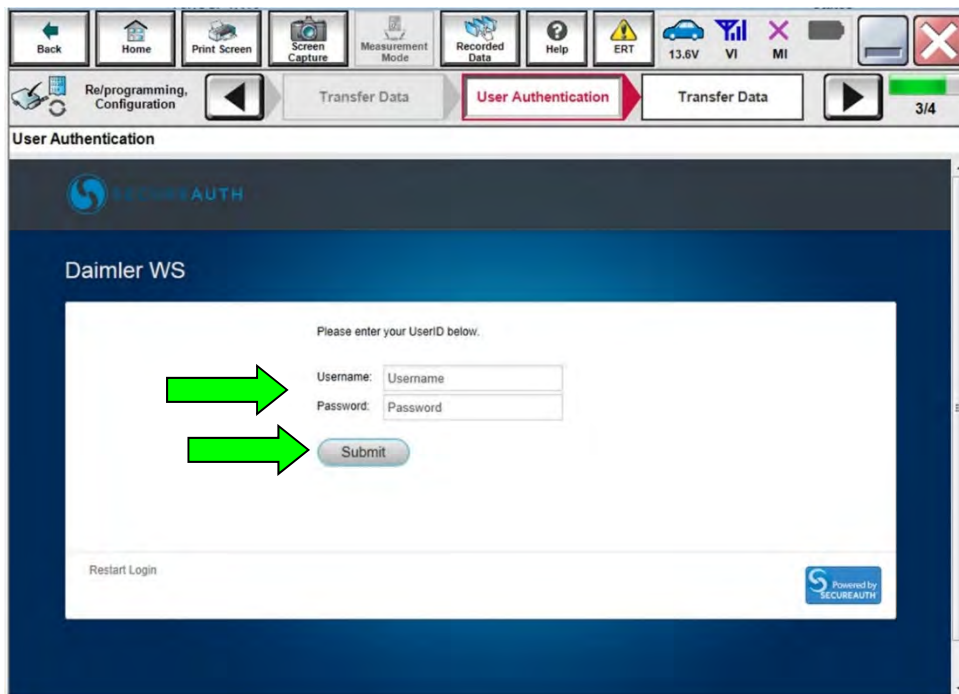 Back
Home
Print Screen
Screen Capture
Measurement Mode
Recorded Data
Help
ERT
13.6V
VI
MI
Re/programming, Configuration
Transfer Data
User Authentication
Transfer Data
3/4
User Authentication
SECUREAUTH
Daimler WS
Please enter your UserID below.
Username: Username
Password: Password
Submit
Restart Login
Powered by
SECUREAUTH